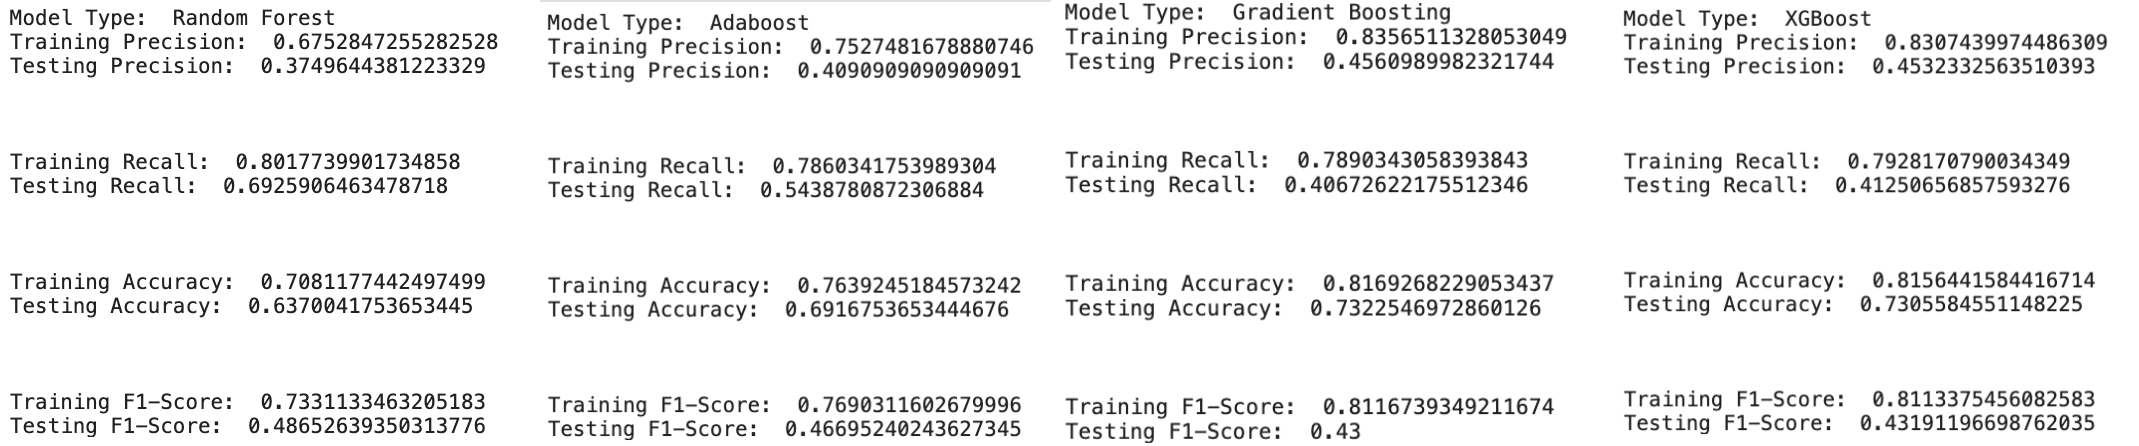 Model Type:  Random Forest
Training Precision:  0.6752847255282528
Testing Precision:  0.3749644381223329
Training Recall:  0.8017739901734858
Testing Recall:  0.6925906463478718
Training Accuracy:  0.7081177442497499
Testing Accuracy:  0.6370041753653445
Training F1-Score:  0.7331133463205183
Testing F1-Score:  0.48652639350313776
Model Type:  Adaboost
Training Precision:  0.7527481678880746
Testing Precision:  0.4090909090909091
Training Recall:  0.7860341753989304
Testing Recall:  0.5438780872306884
Training Accuracy:  0.7639245184573242
Testing Accuracy:  0.6916753653444676
Training F1-Score:  0.7690311602679996
Testing F1-Score:  0.46695240243627345
Model Type:  Gradient Boosting
Training Precision:  0.8356511328053049
Testing Precision:  0.4560989982321744
Training Recall:  0.7890343058393843
Testing Recall:  0.40672622175512346
Training Accuracy:  0.8169268229053437
Testing Accuracy:  0.7322546972860126
Training F1-Score:  0.8116739349211674
Testing F1-Score:  0.43
Model Type:  XGBoost
Training Precision:  0.8307439974486309
Testing Precision:  0.4532332563510393
Training Recall:  0.7928170790034349
Testing Recall:  0.41250656857593276
Training Accuracy:  0.8156441584416714
Testing Accuracy:  0.7305584551148225
Training F1-Score:  0.8113375456082583
Testing F1-Score:  0.43191196698762035